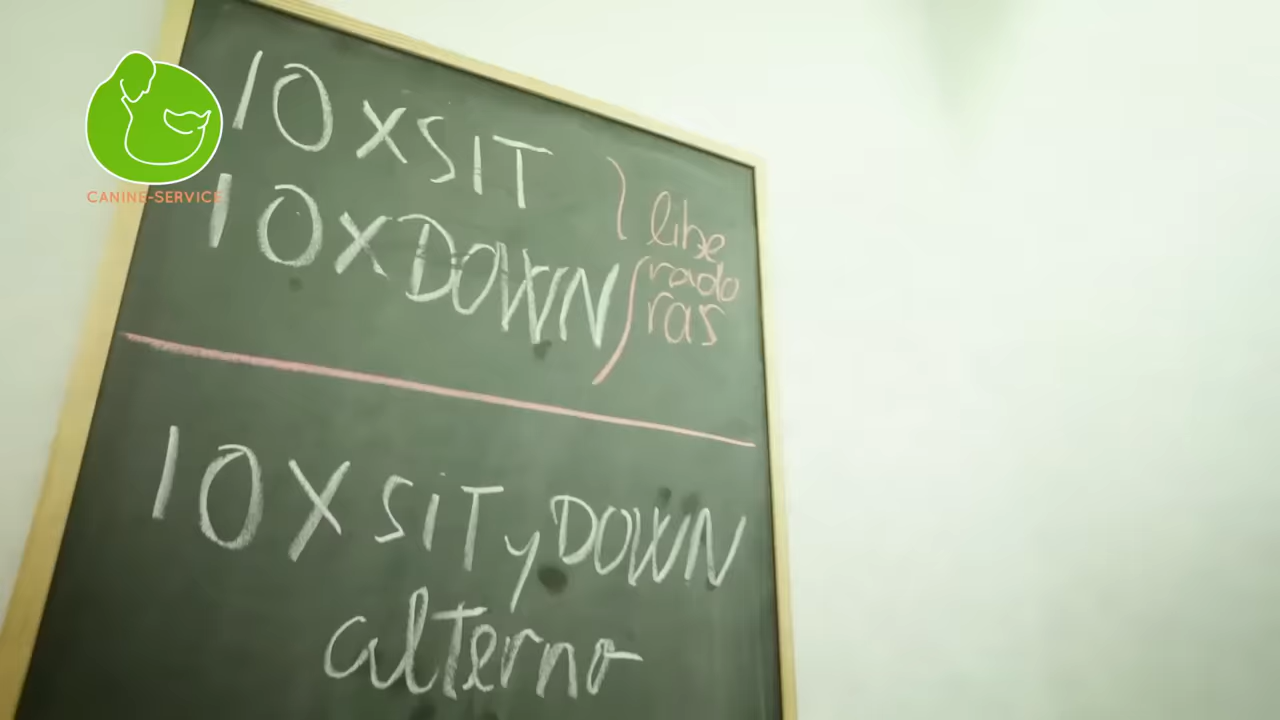 CANINE-SERVICE
10 X SIT
10 X DOWN
libe
rado
ras
10 X SiT y DOWN
alterno